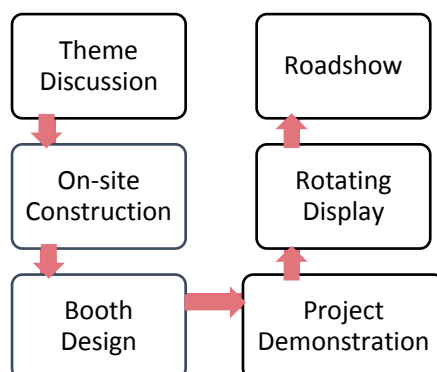 Theme
Discussion
On-site
Construction
Booth
Design
Project
Demonstration
Rotating
Display
Roadshow